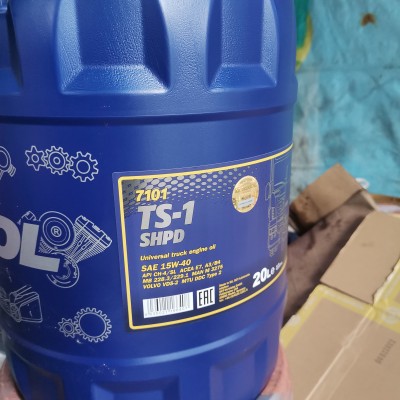 OL
7101
TS-1
SHPD
Universal truck engine oil
SAE 15W-40
API CH-4/SL ACEA E7, A3/B4
MB 228.3/229.1 MAN M 3275
VOLVO VDS-2 MTU DDC Type 2
EAC
20L